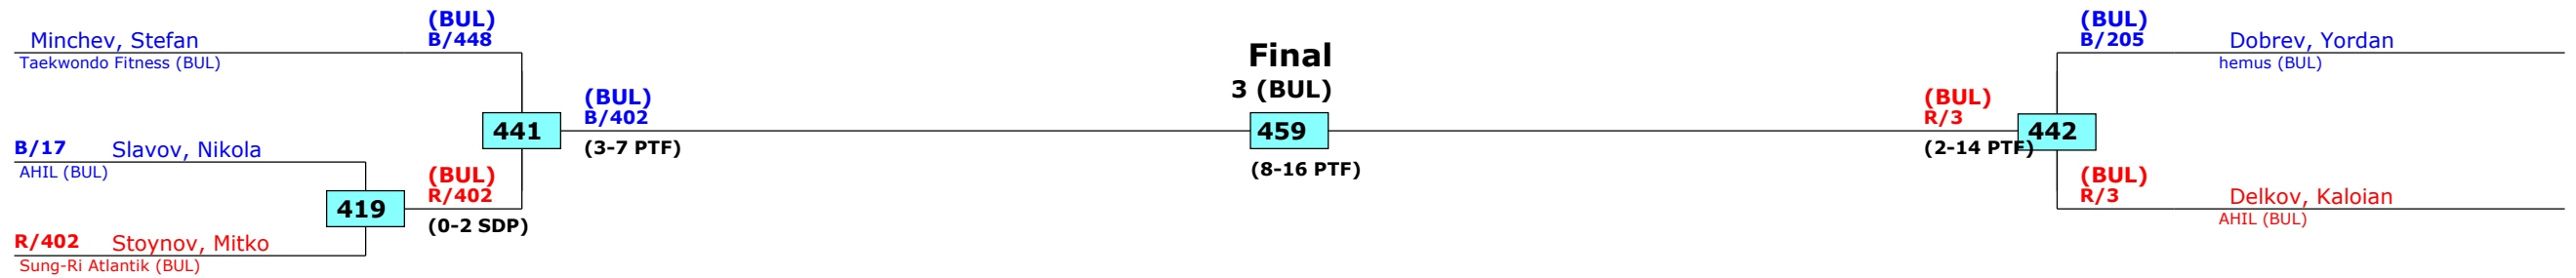 (BUL)
B/448
Minchev, Stefan
Taekwondo Fitness (BUL)
441
(BUL)
B/402
(3-7 PTF)
B/17 Slavov, Nikola
AHIL (BUL)
419
(BUL)
R/402
(0-2 SDP)
R/402 Stoynov, Mitko
Sung-Ri Atlantik (BUL)
Final
3 (BUL)
459
(8-16 PTF)
(BUL)
B/205
Dobrev, Yordan
hemus (BUL)
(BUL)
R/3
442
(2-14 PTF)
(BUL)
R/3
Delkov, Kaloian
AHIL (BUL)